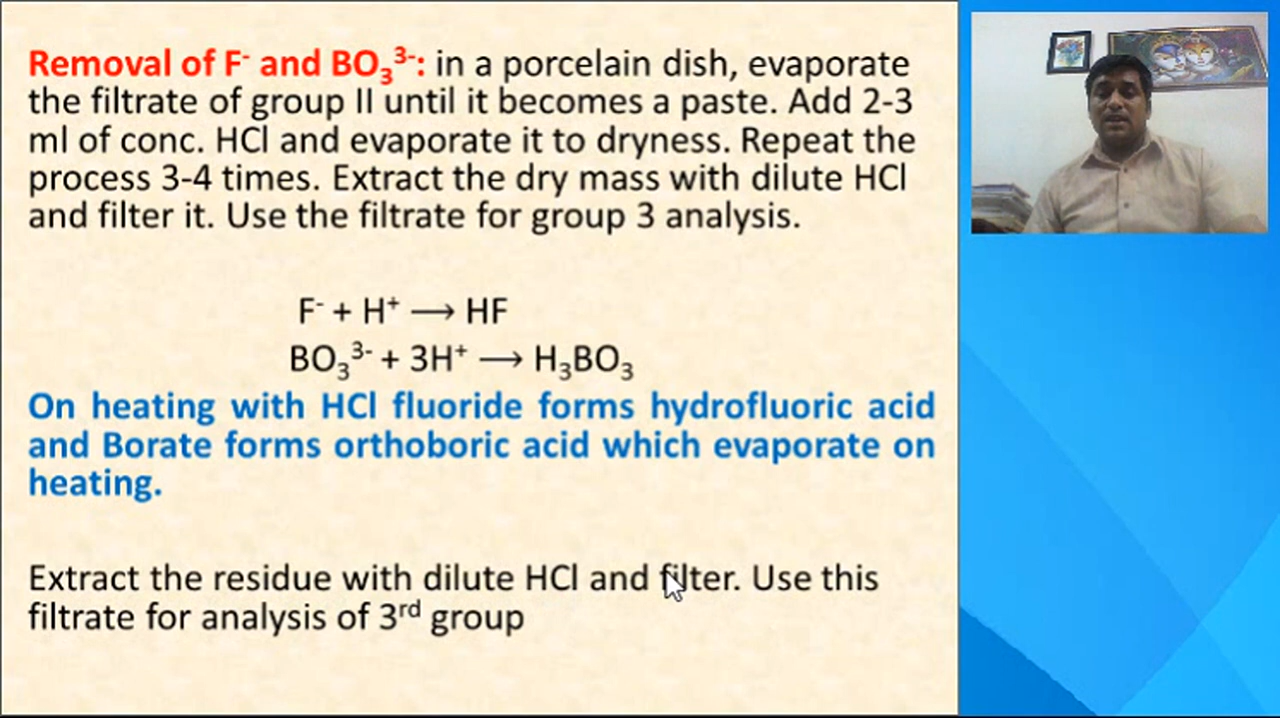 Removal of F⁻ and BO₃³⁻: in a porcelain dish, evaporate
the filtrate of group II until it becomes a paste. Add 2-3
ml of conc. HCl and evaporate it to dryness. Repeat the
process 3-4 times. Extract the dry mass with dilute HCl
and filter it. Use the filtrate for group 3 analysis.
F⁻ + H⁺ ⟶ HF
BO₃³⁻ + 3H⁺ ⟶ H₃BO₃
On heating with HCl fluoride forms hydrofluoric acid
and Borate forms orthoboric acid which evaporate on
heating.
Extract the residue with dilute HCl and filter. Use this
filtrate for analysis of 3ʳᵈ group